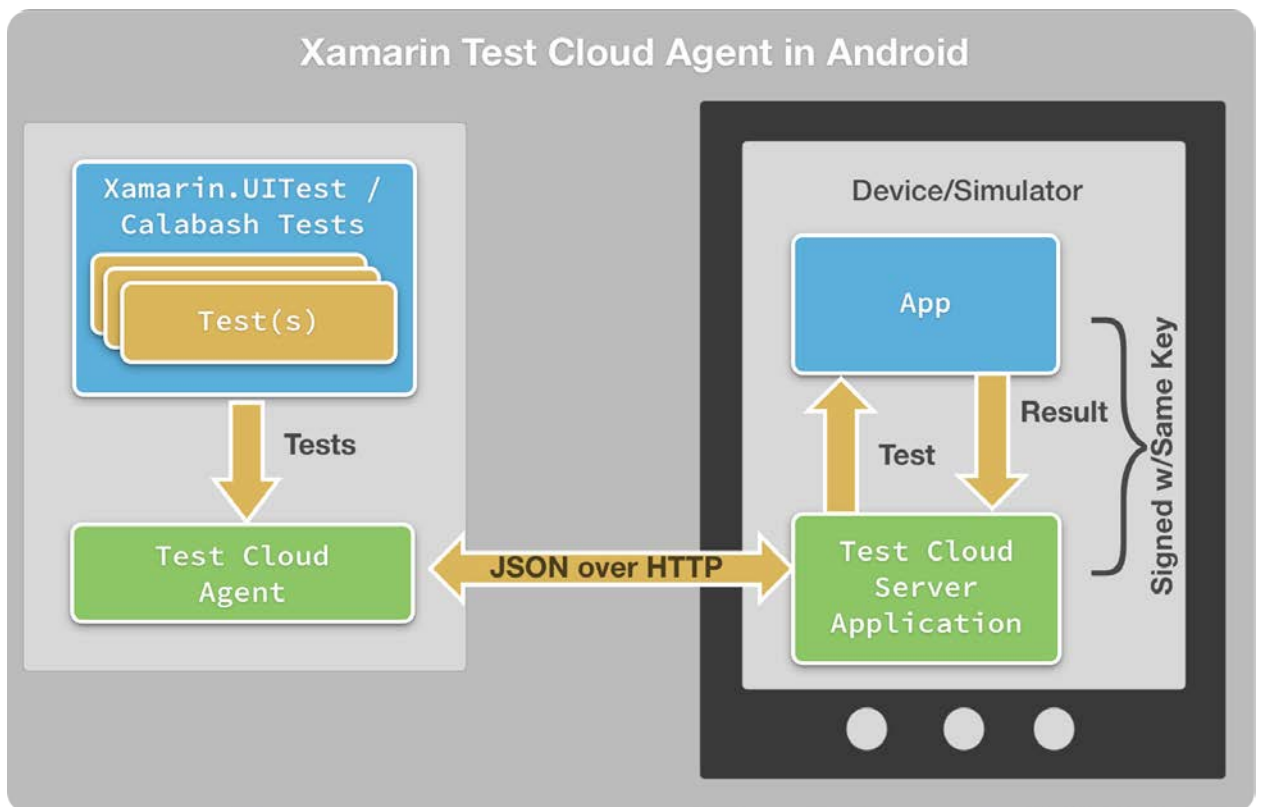 Xamarin Test Cloud Agent in Android
Xamarin.UITest /
Calabash Tests
Test(s)
Tests
Test Cloud
Agent
JSON over HTTP
Device/Simulator
App
Test
Result
Test Cloud
Server
Application
Signed w/Same Key